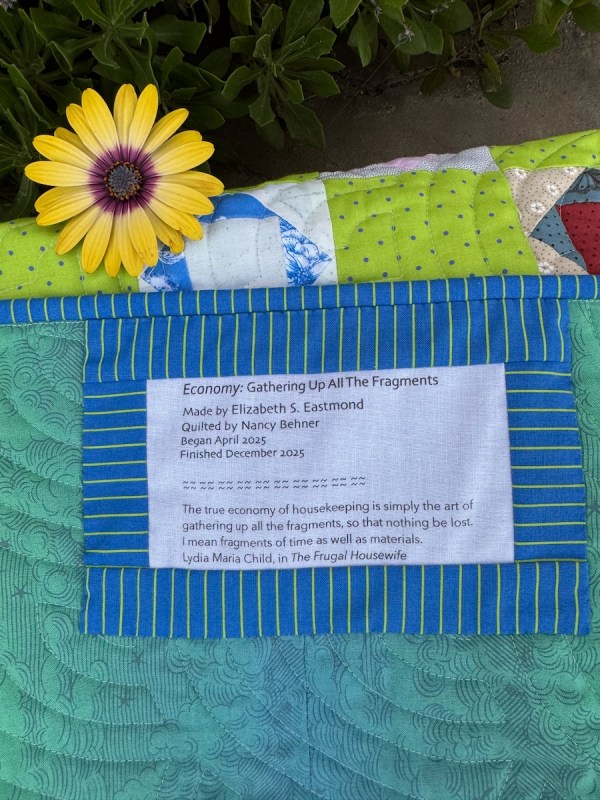 Economy: Gathering Up All The Fragments
Made by Elizabeth S. Eastmond
Quilted by Nancy Behner
Began April 2025
Finished December 2025
~~ ~~ ~~ ~~ ~~ ~~ ~~ ~~ ~~ ~~ ~~
The true economy of housekeeping is simply the art of
gathering up all the fragments, so that nothing be lost.
I mean fragments of time as well as materials.
Lydia Maria Child, in The Frugal Housewife